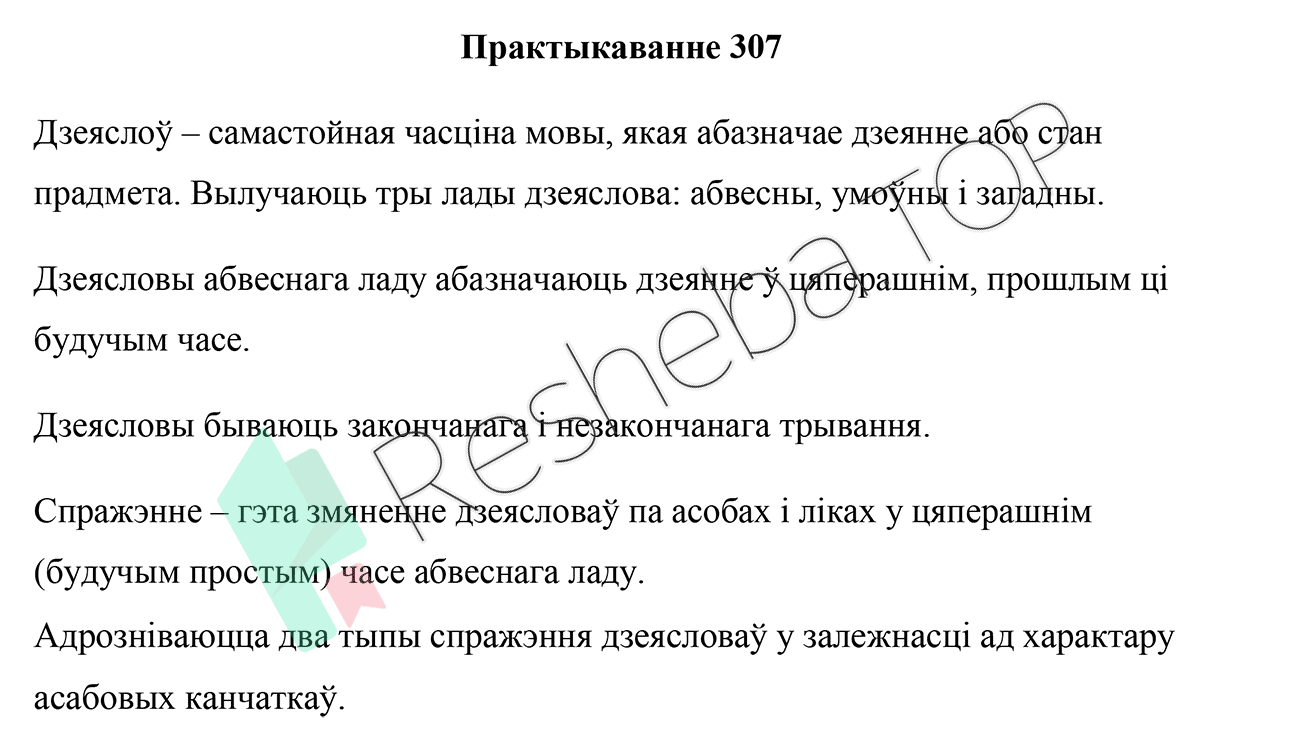 Практыкаванне 307
Дзеяслоў – самастойная часціна мовы, якая абазначае дзеянне або стан
прадмета. Вылучаюць тры лады дзеяслова: абвесны, умоўны і загадны.
Дзеясловы абвеснага ладу абазначаюць дзеянне ў цяперашнім, прошлым ці
будучым часе.
Дзеясловы бываюць закончанага і незакончанага трывання.
Спражэнне – гэта змяненне дзеясловаў па асобах і ліках у цяперашнім
(будучым простым) часе абвеснага ладу.
Адрозніваюцца два тыпы спражэння дзеясловаў у залежнасці ад характару
асабовых канчаткаў.
Resheba TOP